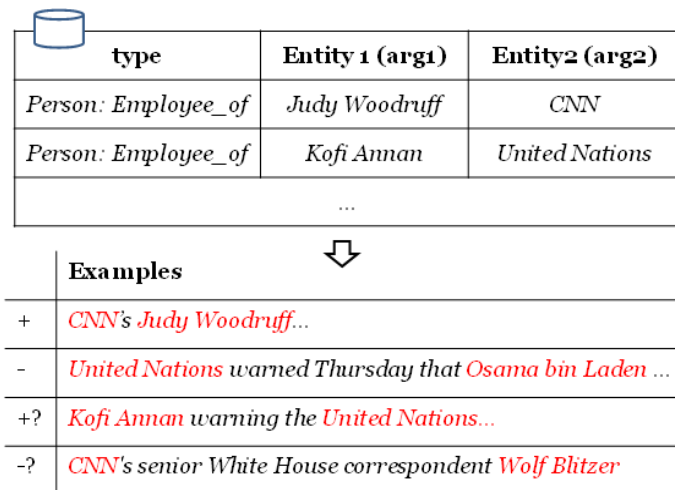 type Entity 1 (arg1) Entity2 (arg2)
Person: Employee_of Judy Woodruff CNN
Person: Employee_of Kofi Annan United Nations
...
Examples
+ CNN's Judy Woodruff...
- United Nations warned Thursday that Osama bin Laden ...
+? Kofi Annan warning the United Nations...
-? CNN's senior White House correspondent Wolf Blitzer